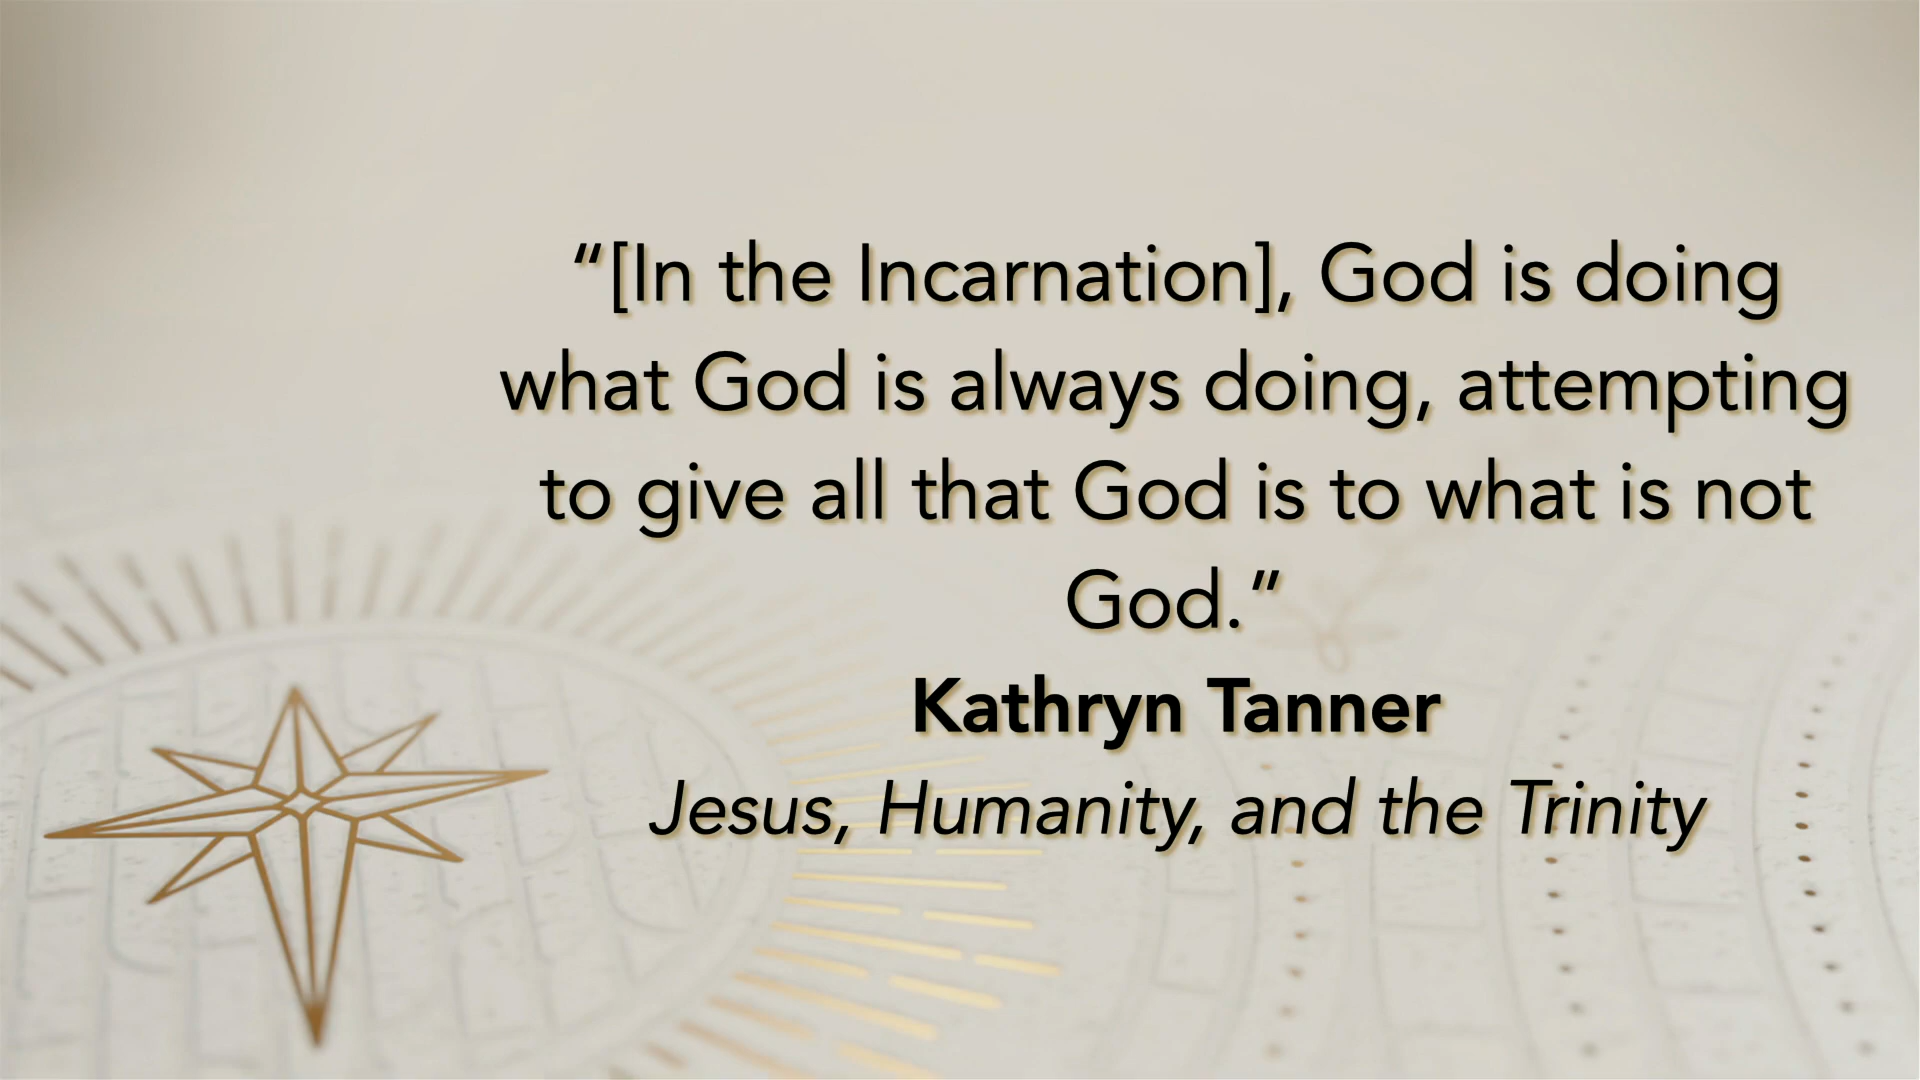 “[In the Incarnation], God is doing
what God is always doing, attempting
to give all that God is to what is not
God.”
Kathryn Tanner
Jesus, Humanity, and the Trinity